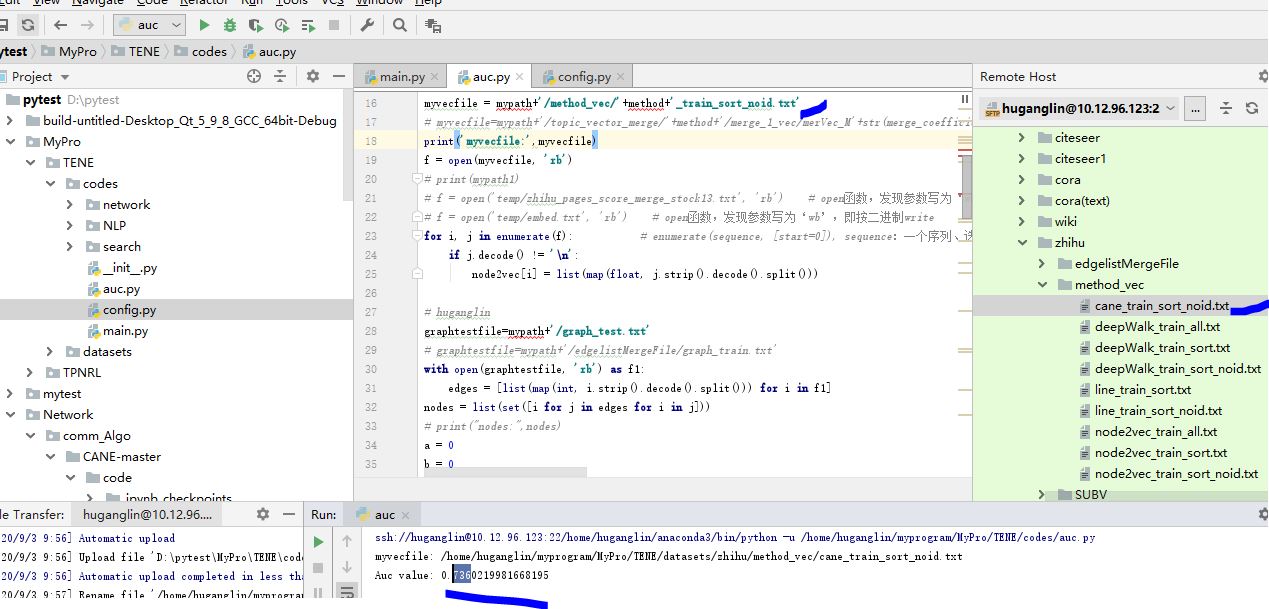 Edit View Navigate Code Refactor Run Tools VCS Window Help
auc
ytest MyPro TENE codes auc.py
Project
main.py auc.py config.py
Remote Host
pytest D:\pytest
build-untitled-Desktop_Qt_5_9_8_GCC_64bit-Debug
MyPro
TENE
codes
network
NLP
search
__init__.py
auc.py
config.py
main.py
datasets
TPNRL
mytest
Network
comm_Algo
CANE-master
code
ipynb_checkpoints
16 myvecfile = mypath+'/method_vec/'+method+'_train_sort_noid.txt'
17 # myvecfile=mypath+'/topic_vector_merge/'+method+'/merge_1_vec/merVec_M'+str(merge_coeffici
18 print('myvecfile:',myvecfile)
19 f = open(myvecfile, 'rb')
20 # print(mypath1)
21 # f = open('temp/zhihu_pages_score_merge_stock13.txt', 'rb') # open函数，发现参数写为
22 # f = open('temp/embed.txt', 'rb') # open函数，发现参数写为‘wb’，即按二进制write
23 for i, j in enumerate(f): # enumerate(sequence, [start=0]), sequence：一个序列、迭
24 if j.decode() != '\n':
25 node2vec[i] = list(map(float, j.strip().decode().split()))
26
27 # huganglin
28 graphtestfile=mypath+'/graph_test.txt'
29 # graphtestfile=mypath+'/edgelistMergeFile/graph_train.txt'
30 with open(graphtestfile, 'rb') as f1:
31 edges = [list(map(int, i.strip().decode().split())) for i in f1]
32 nodes = list(set([i for j in edges for i in j]))
33 # print("nodes:",nodes)
34 a = 0
35 b = 0
huganglin@10.12.96.123:2 ...
citeseer
citeseer1
cora
cora(text)
wiki
zhihu
edgelistMergeFile
method_vec
cane_train_sort_noid.txt
deepWalk_train_all.txt
deepWalk_train_sort.txt
deepWalk_train_sort_noid.txt
line_train_sort.txt
line_train_sort_noid.txt
node2vec_train_all.txt
node2vec_train_sort.txt
node2vec_train_sort_noid.txt
SUBV
le Transfer: huganglin@10.12.96....
20/9/3 9:56] Automatic upload
20/9/3 9:56] Upload file 'D:\pytest\MyPro\TENE\cod
20/9/3 9:56] Automatic upload completed in less tha
20/9/3 9:57] Rename file '/home/huganglin/myprogram
Run: auc
ssh://huganglin@10.12.96.123:22/home/huganglin/anaconda3/bin/python -u /home/huganglin/myprogram/MyPro/TENE/codes/auc.py
myvecfile: /home/huganglin/myprogram/MyPro/TENE/datasets/zhihu/method_vec/cane_train_sort_noid.txt
Auc value: 0.7360219981668195